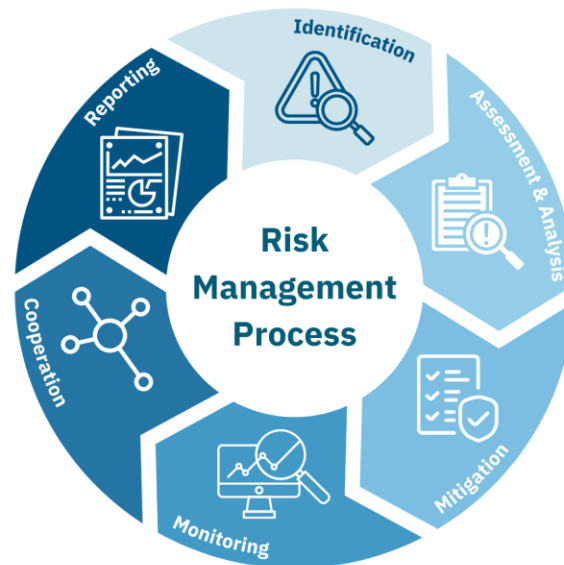 Risk
Management
Process
Identification
Assessment & Analysis
Mitigation
Monitoring
Cooperation
Reporting